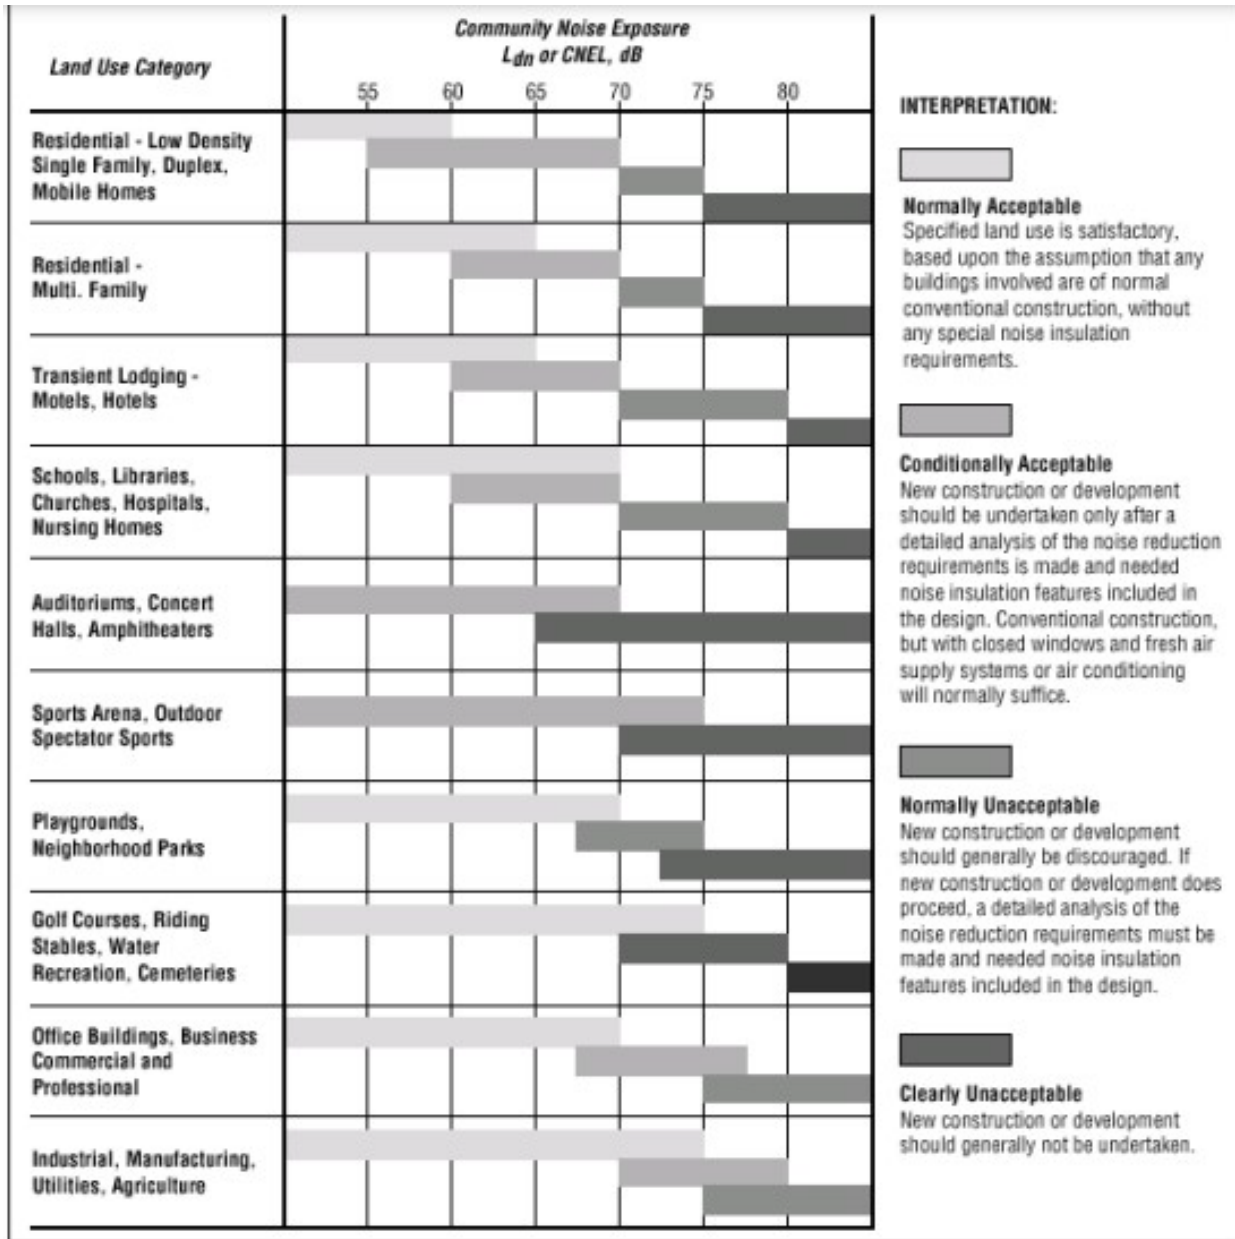 Community Noise Exposure
Ldn or CNEL, dB
Land Use Category
55 60 65 70 75 80
Residential - Low Density
Single Family, Duplex,
Mobile Homes
Residential -
Multi. Family
Transient Lodging -
Motels, Hotels
Schools, Libraries,
Churches, Hospitals,
Nursing Homes
Auditoriums, Concert
Halls, Amphitheaters
Sports Arena, Outdoor
Spectator Sports
Playgrounds,
Neighborhood Parks
Golf Courses, Riding
Stables, Water
Recreation, Cemeteries
Office Buildings, Business
Commercial and
Professional
Industrial, Manufacturing,
Utilities, Agriculture
INTERPRETATION:
Normally Acceptable
Specified land use is satisfactory,
based upon the assumption that any
buildings involved are of normal
conventional construction, without
any special noise insulation
requirements.
Conditionally Acceptable
New construction or development
should be undertaken only after a
detailed analysis of the noise reduction
requirements is made and needed
noise insulation features included in
the design. Conventional construction,
but with closed windows and fresh air
supply systems or air conditioning
will normally suffice.
Normally Unacceptable
New construction or development
should generally be discouraged. If
new construction or development does
proceed, a detailed analysis of the
noise reduction requirements must be
made and needed noise insulation
features included in the design.
Clearly Unacceptable
New construction or development
should generally not be undertaken.